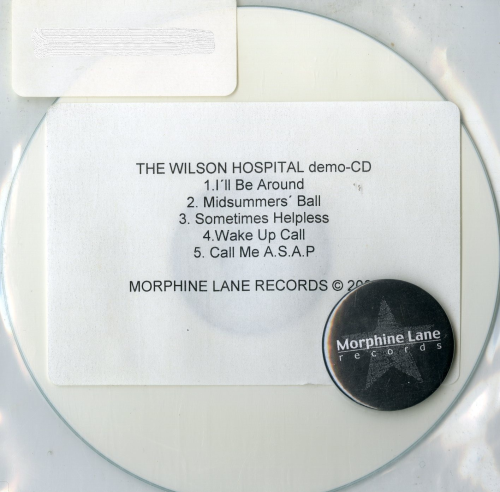 THE WILSON HOSPITAL demo-CD
1.I´ll Be Around
2. Midsummers´ Ball
3. Sometimes Helpless
4.Wake Up Call
5. Call Me A.S.A.P
MORPHINE LANE RECORDS ©
Morphine Lane
records